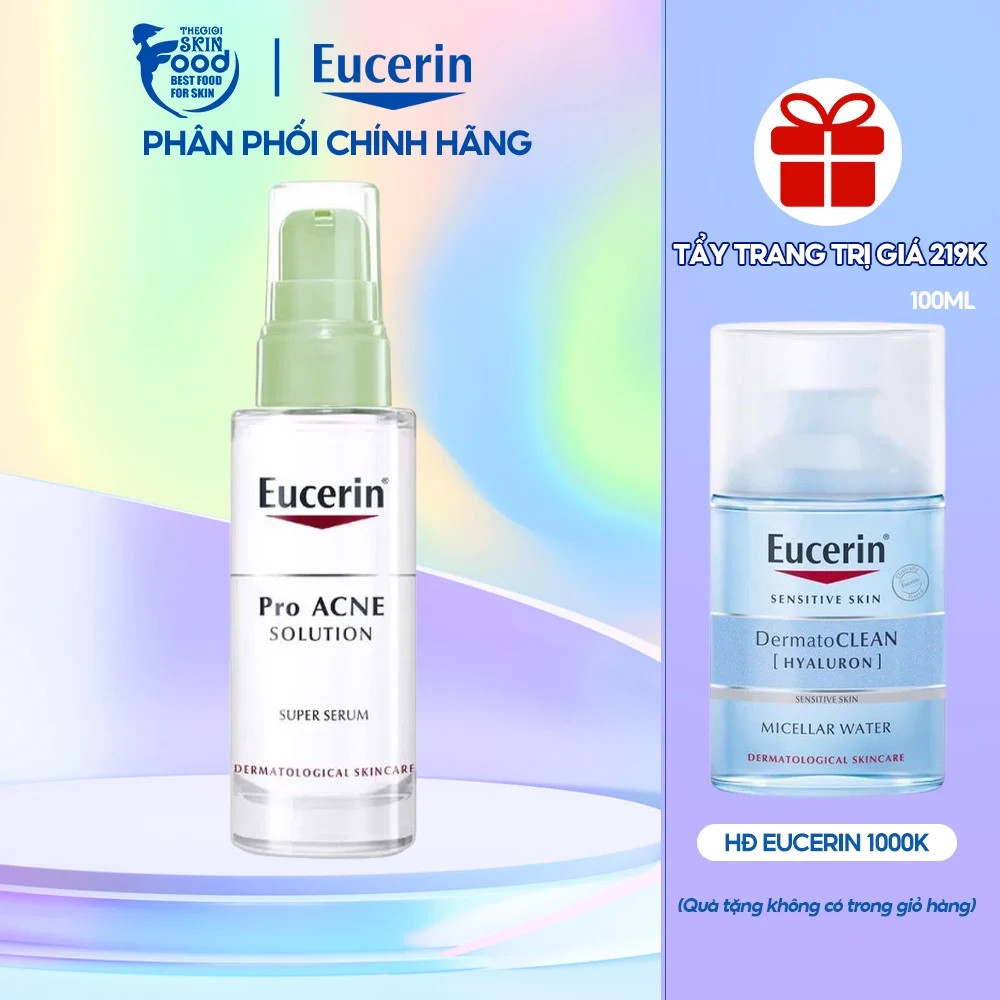 THEGIOI
SKIN
Food
BEST FOOD
FOR SKIN
Eucerin
PHÂN PHỐI CHÍNH HÃNG
Eucerin®
Pro ACNE
SOLUTION
SUPER SERUM
DERMATOLOGICAL SKINCARE
TẨY TRANG TRỊ GIÁ 219K
100ML
Eucerin®
SENSITIVE SKIN
DermatoCLEAN
[ HYALURON ]
SENSITIVE SKIN
MICELLAR WATER
DERMATOLOGICAL SKINCARE
HĐ EUCERIN 1000K
(Quà tặng không có trong giỏ hàng)